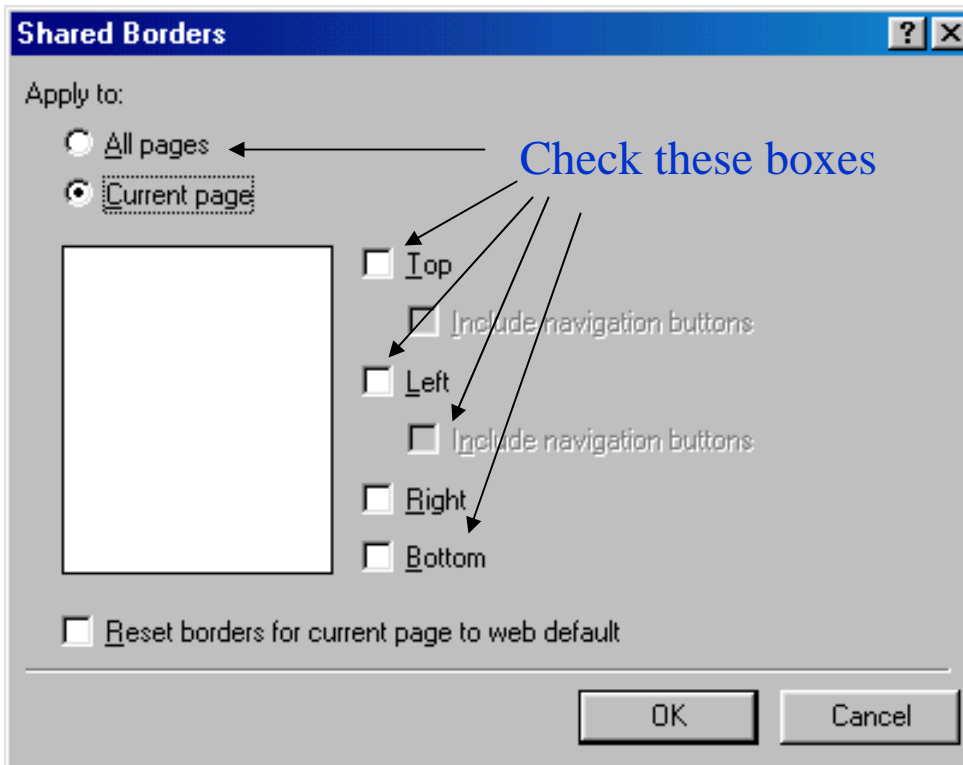 Shared Borders
Apply to:
All pages
Check these boxes
Current page
Top
Include navigation buttons
Left
Include navigation buttons
Right
Bottom
Reset borders for current page to web default
OK Cancel